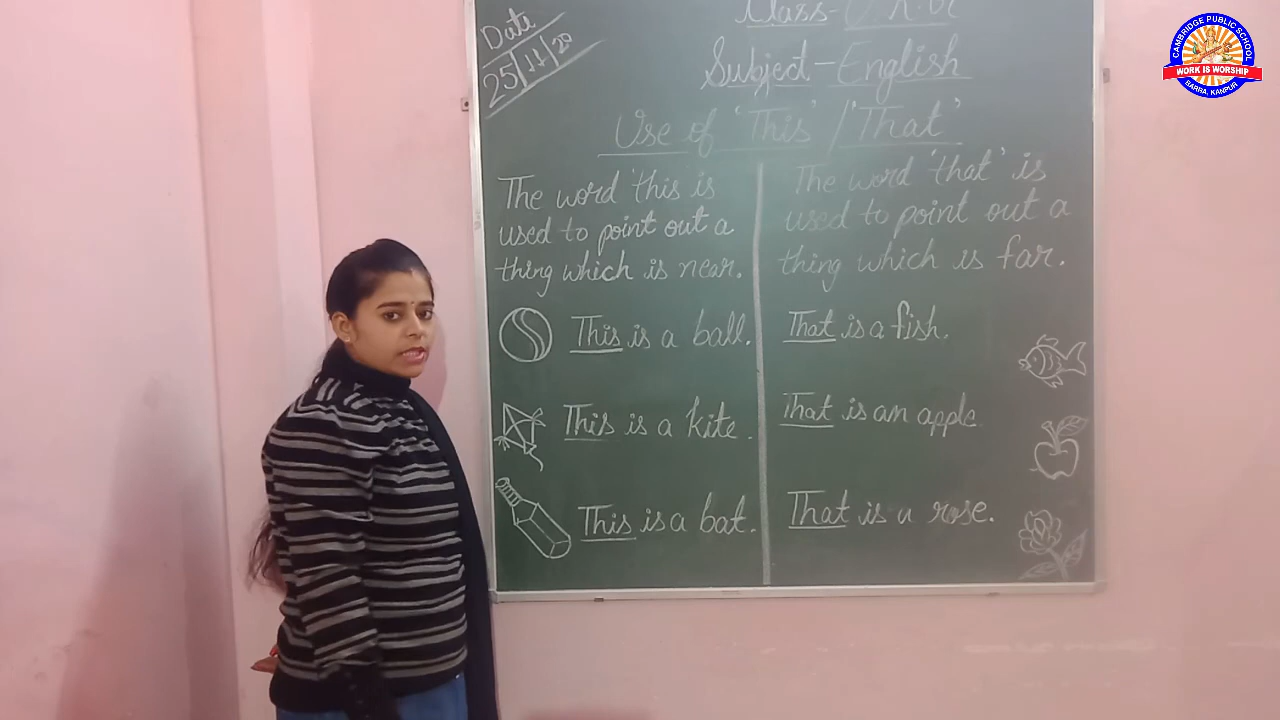 Date
25/11/20
Class-
Subject-English
Use of 'This' / 'That'
The word 'this is
used to point out a
thing which is near.
This is a ball.
This is a kite.
This is a bat.
The word 'that' is
used to point out a
thing which is far.
That is a fish.
That is an apple
That is a rose.
CAMBRIDGE PUBLIC SCHOOL
WORK IS WORSHIP
BARRA, KANPUR